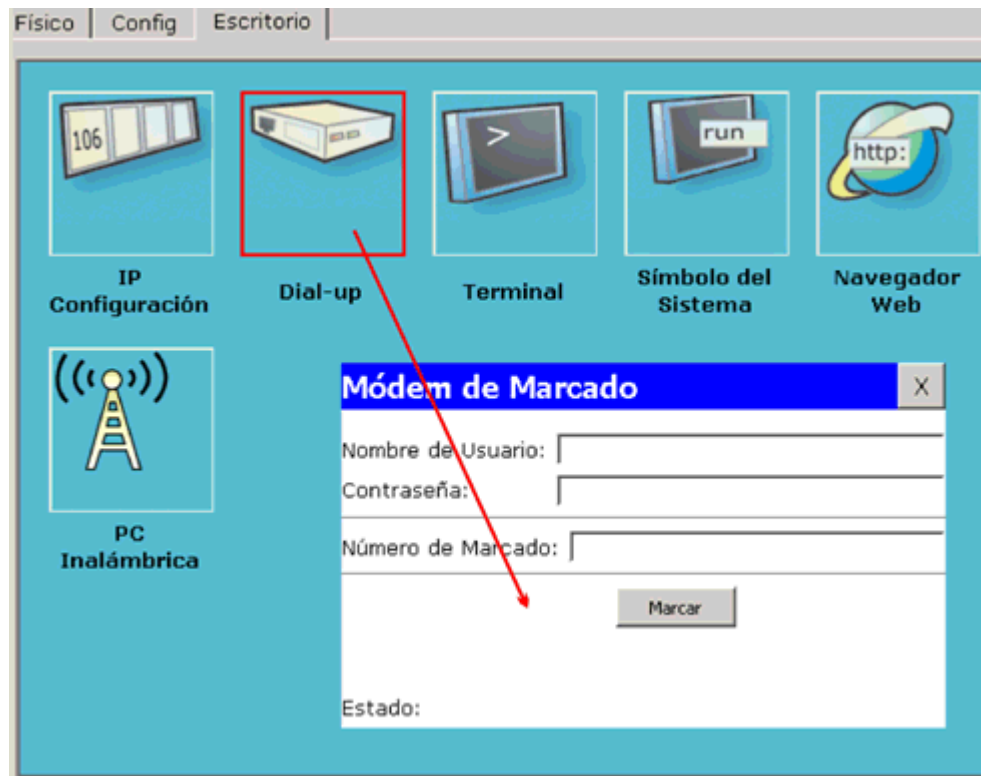 Físico
Config
Escritorio
106
>
run
http:
IP
Configuración
Dial-up
Terminal
Símbolo del
Sistema
Navegador
Web
PC
Inalámbrica
Módem de Marcado
X
Nombre de Usuario:
Contraseña:
Número de Marcado:
Marcar
Estado: